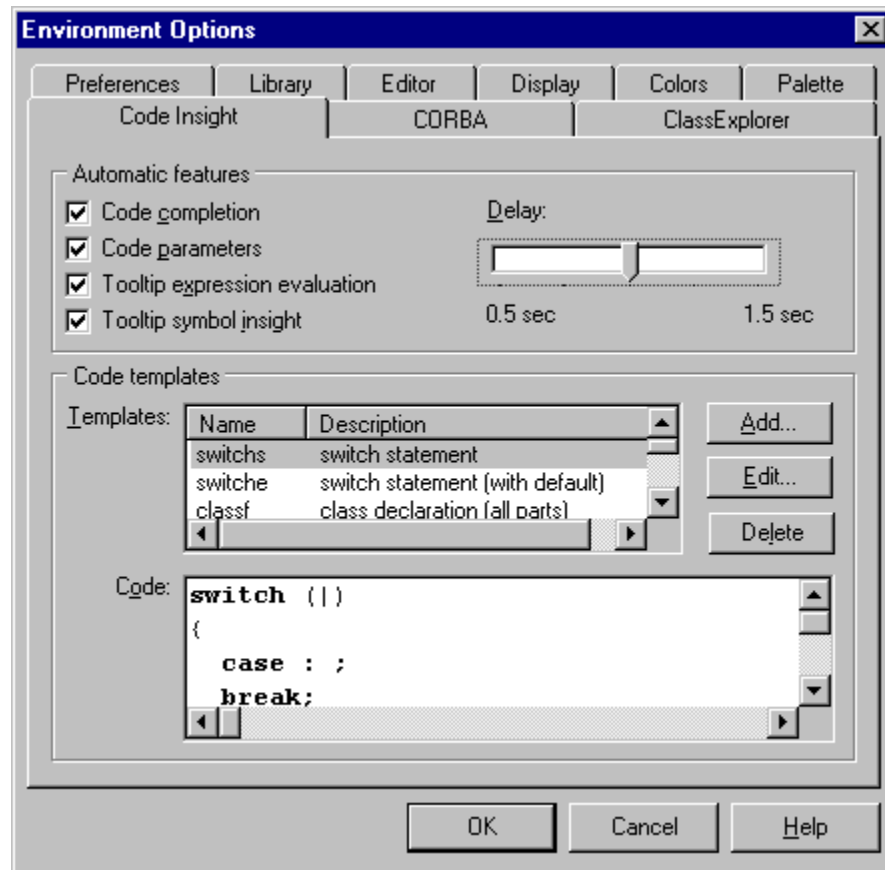 Environment Options
Preferences Library Editor Display Colors Palette
Code Insight CORBA ClassExplorer
Automatic features
Code completion Delay:
Code parameters
Tooltip expression evaluation
Tooltip symbol insight 0.5 sec 1.5 sec
Code templates
Templates: Name Description Add...
switchs switch statement
switche switch statement (with default) Edit...
classf class declaration (all parts)
Delete
Code: switch (|)
{
case : ;
break;
OK Cancel Help